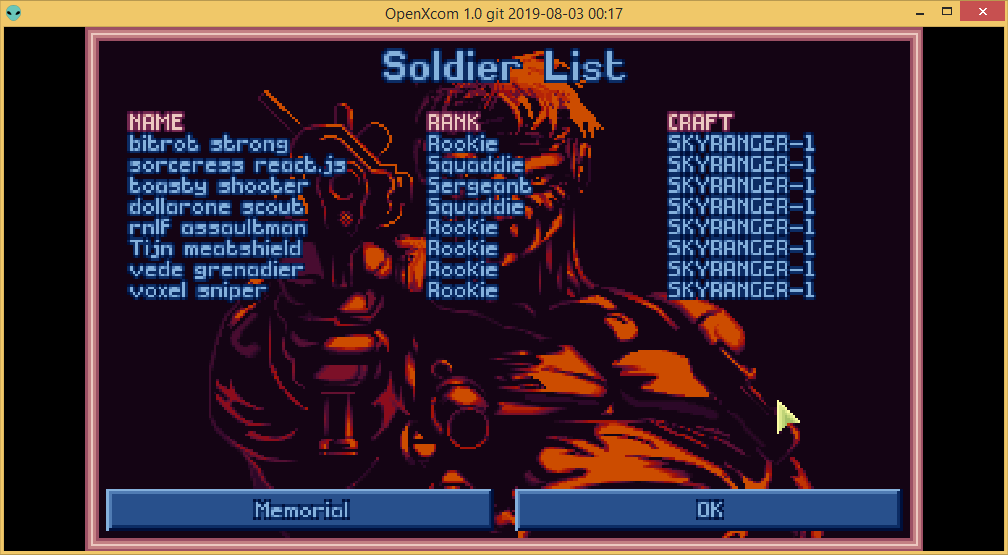 OpenXcom 1.0 git 2019-08-03 00:17
Soldier List
NAME RANK CRAFT
bitrot strong Rookie SKYRANGER-1
sorceress react.js Squaddie SKYRANGER-1
toasty shooter Sergeant SKYRANGER-1
dollarone scout Squaddie SKYRANGER-1
rnlf assaultman Rookie SKYRANGER-1
Tijn meatshield Rookie SKYRANGER-1
vede grenadier Rookie SKYRANGER-1
voxel sniper Rookie SKYRANGER-1
Memorial OK